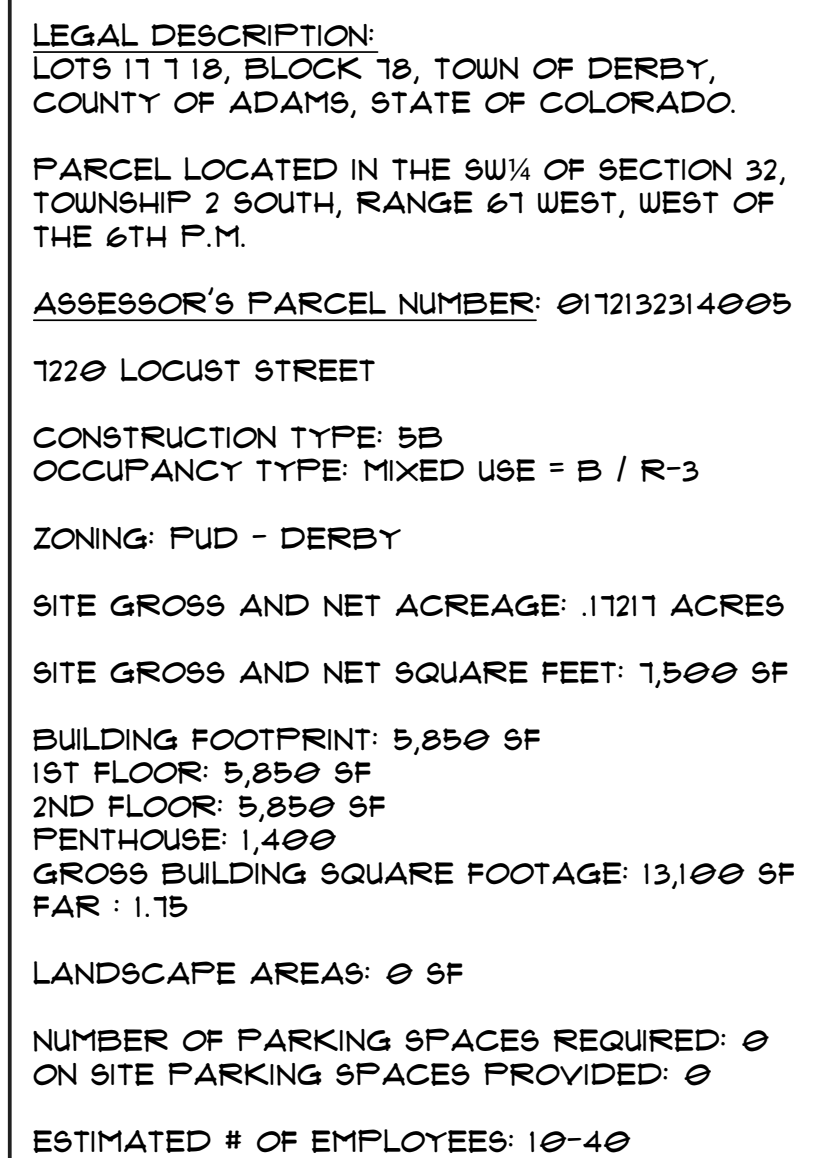 LEGAL DESCRIPTION:
LOTS 17 7 18, BLOCK 78, TOWN OF DERBY,
COUNTY OF ADAMS, STATE OF COLORADO.
PARCEL LOCATED IN THE SW¼ OF SECTION 32,
TOWNSHIP 2 SOUTH, RANGE 67 WEST, WEST OF
THE 6TH P.M.
ASSESSOR'S PARCEL NUMBER: 0172132314005
7220 LOCUST STREET
CONSTRUCTION TYPE: 5B
OCCUPANCY TYPE: MIXED USE = B / R-3
ZONING: PUD - DERBY
SITE GROSS AND NET ACREAGE: .17217 ACRES
SITE GROSS AND NET SQUARE FEET: 7,500 SF
BUILDING FOOTPRINT: 5,850 SF
1ST FLOOR: 5,850 SF
2ND FLOOR: 5,850 SF
PENTHOUSE: 1,400
GROSS BUILDING SQUARE FOOTAGE: 13,100 SF
FAR : 1.75
LANDSCAPE AREAS: 0 SF
NUMBER OF PARKING SPACES REQUIRED: 0
ON SITE PARKING SPACES PROVIDED: 0
ESTIMATED # OF EMPLOYEES: 10-40